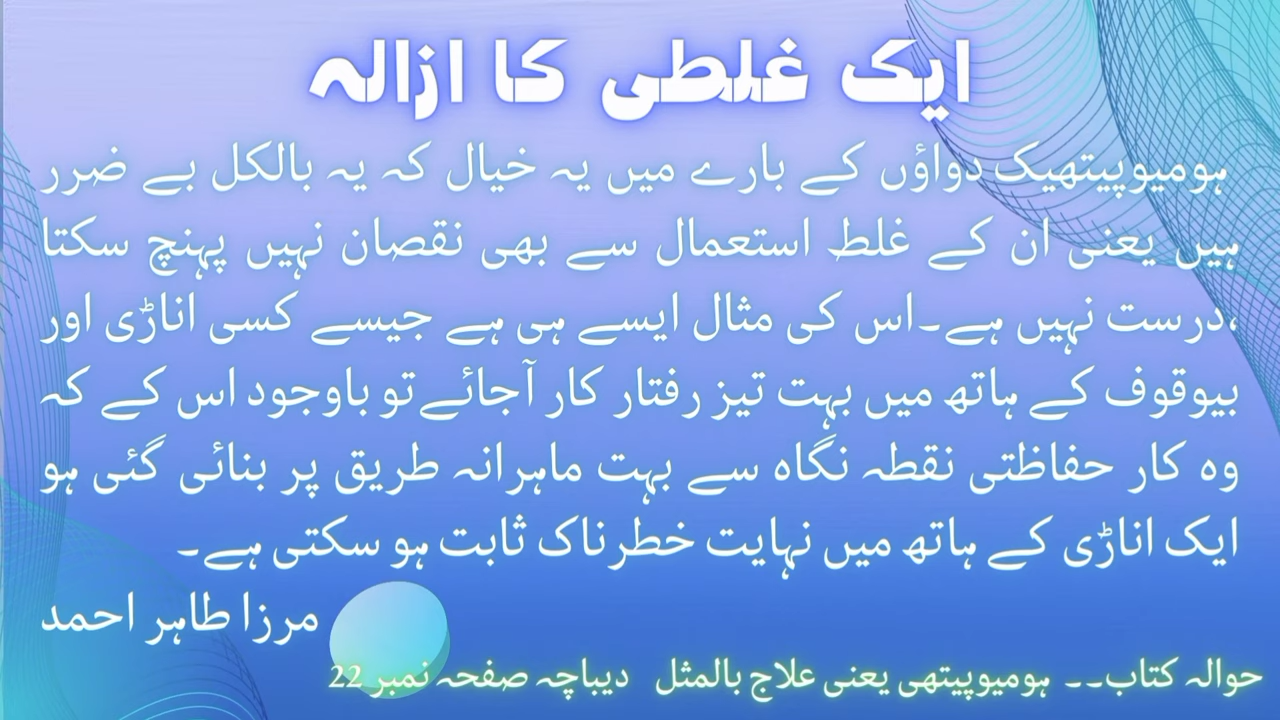 ایک غلطی کا ازالہ
ہومیوپیتھیک دواؤں کے بارے میں یہ خیال کہ یہ بالکل بے ضرر
ہیں یعنی ان کے غلط استعمال سے بھی نقصان نہیں پہنچ سکتا
،درست نہیں ہے۔اس کی مثال ایسے ہی ہے جیسے کسی اناڑی اور
بیوقوف کے ہاتھ میں بہت تیز رفتار کار آجائے تو باوجود اس کے کہ
وہ کار حفاظتی نقطہ نگاہ سے بہت ماہرانہ طریق پر بنائی گئی ہو
ایک اناڑی کے ہاتھ میں نہایت خطرناک ثابت ہو سکتی ہے۔
مرزا طاہر احمد
حوالہ کتاب۔۔ ہومیوپیتھی یعنی علاج بالمثل دیباچہ صفحہ نمبر 22